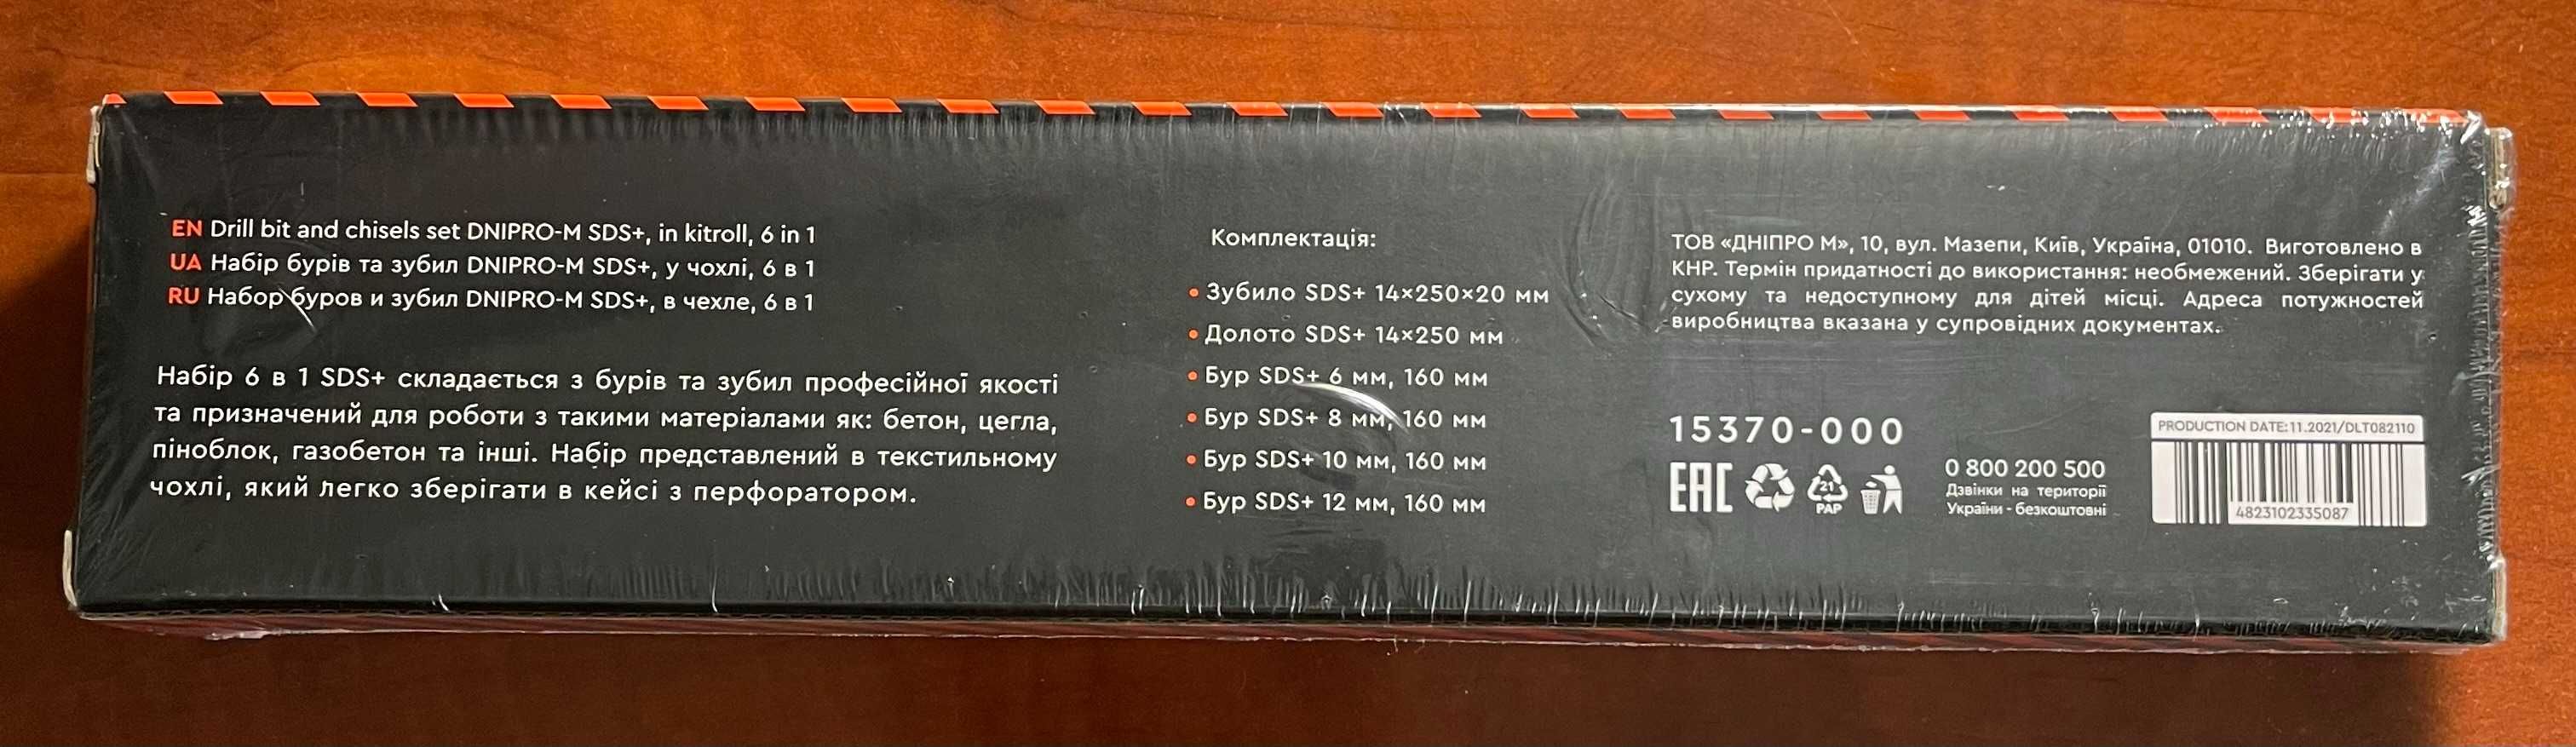 EN Drill bit and chisels set DNIPRO-M SDS+, in kitroll, 6 in 1
UA Набір бурів та зубил DNIPRO-M SDS+, у чохлі, 6 в 1
RU Набор буров и зубил DNIPRO-M SDS+, в чехле, 6 в 1
Набір 6 в 1 SDS+ складається з бурів та зубил професійної якості
та призначений для роботи з такими матеріалами як: бетон, цегла,
піноблок, газобетон та інші. Набір представлений в текстильному
чохлі, який легко зберігати в кейсі з перфоратором.
Комплектація:
• Зубило SDS+ 14×250×20 мм
• Долото SDS+ 14×250 мм
• Бур SDS+ 6 мм, 160 мм
• Бур SDS+ 8 мм, 160 мм
• Бур SDS+ 10 мм, 160 мм
• Бур SDS+ 12 мм, 160 мм
ТОВ «ДНІПРО М», 10, вул. Мазепи, Київ, Україна, 01010. Виготовлено в
КНР. Термін придатності до використання: необмежений. Зберігати у
сухому та недоступному для дітей місці. Адреса потужностей
виробництва вказана у супровідних документах.
15370-000
EAC
21
PAP
0 800 200 500
Дзвінки на території
України - безкоштовні
PRODUCTION DATE:11.2021/DLT082110
4823102335087